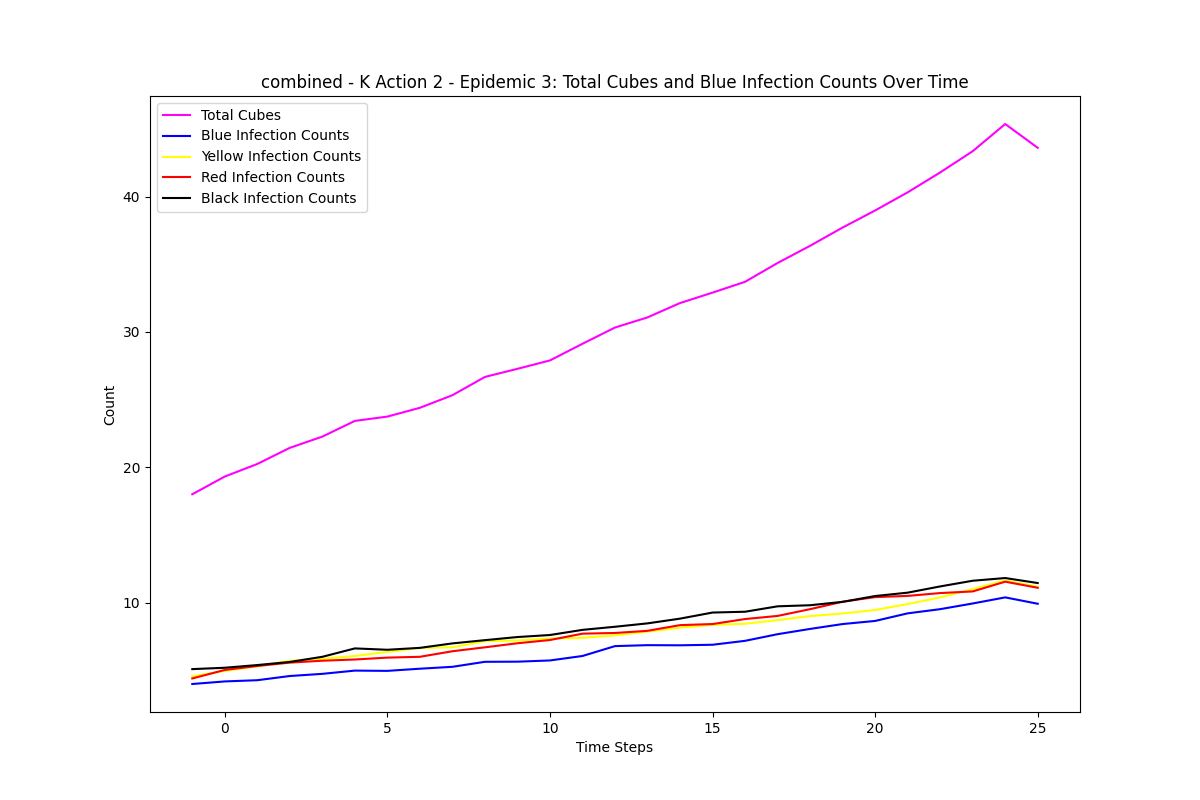 combined - K Action 2 - Epidemic 3: Total Cubes and Blue Infection Counts Over Time
Total Cubes
Blue Infection Counts
Yellow Infection Counts
Red Infection Counts
Black Infection Counts
40
30
20
10
Count
0 5 10 15 20 25
Time Steps